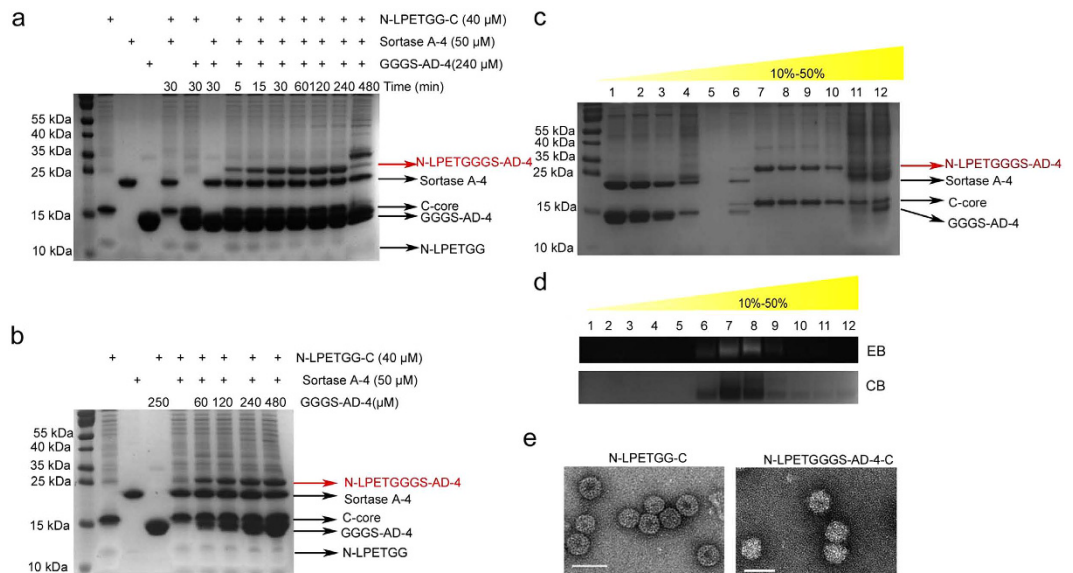 a
N-LPETGG-C (40 µM)
Sortase A-4 (50 µM)
GGGS-AD-4(240 µM)
+ + + + + + + + + + +
+ + + + + + + + + + +
+ + + + + + + + + + +
30 30 30 5 15 30 60 120 240 480 Time (min)
55 kDa
40 kDa
35 kDa
25 kDa
15 kDa
10 kDa
N-LPETGGGS-AD-4
Sortase A-4
C-core
GGGS-AD-4
N-LPETGG
b
+ + + + + + N-LPETGG-C (40 µM)
+ + + + + + Sortase A-4 (50 µM)
250 60 120 240 480 GGGS-AD-4(µM)
55 kDa
40 kDa
35 kDa
25 kDa
15 kDa
10 kDa
N-LPETGGGS-AD-4
Sortase A-4
C-core
GGGS-AD-4
N-LPETGG
c
10%-50%
1 2 3 4 5 6 7 8 9 10 11 12
55 kDa
40 kDa
35 kDa
25 kDa
15 kDa
10 kDa
N-LPETGGGS-AD-4
Sortase A-4
C-core
GGGS-AD-4
d
10%-50%
1 2 3 4 5 6 7 8 9 10 11 12
EB
CB
e
N-LPETGG-C
N-LPETGGGS-AD-4-C